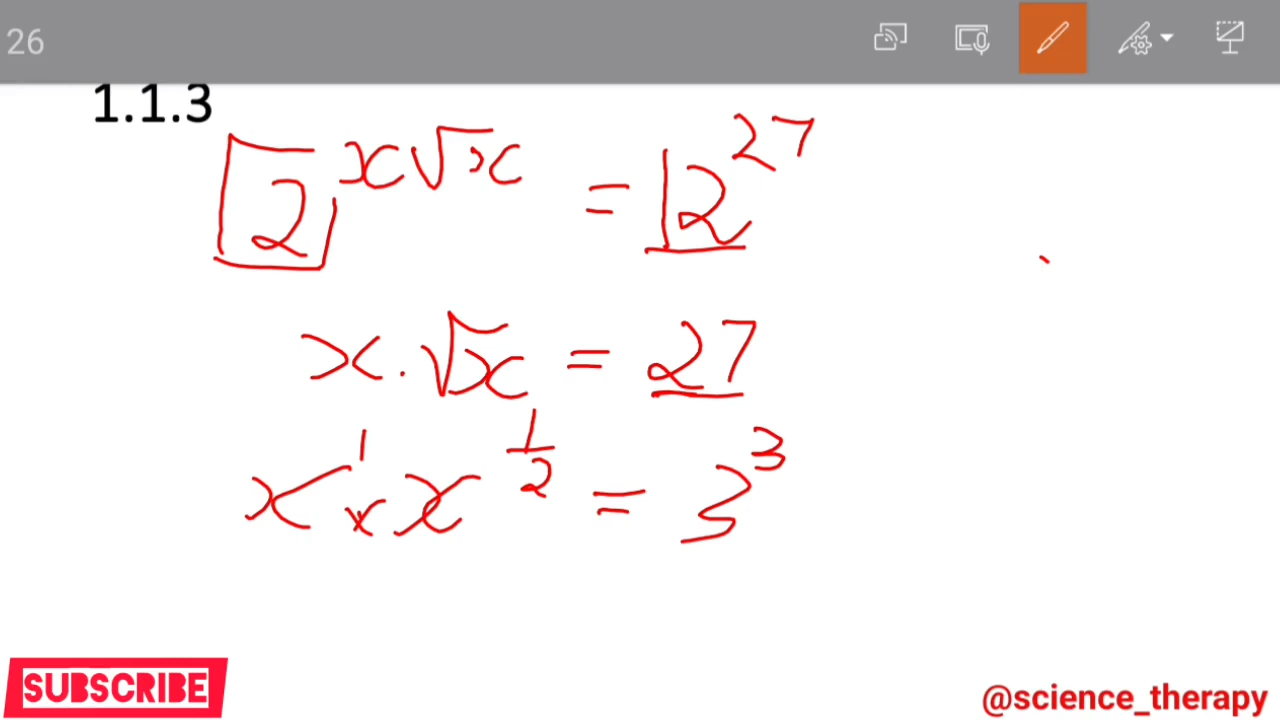 26
1.1.3
2^{x√x} = 2^{27}
x . √x = 27
x^1 × x^{1/2} = 3^3
SUBSCRIBE
@science_therapy